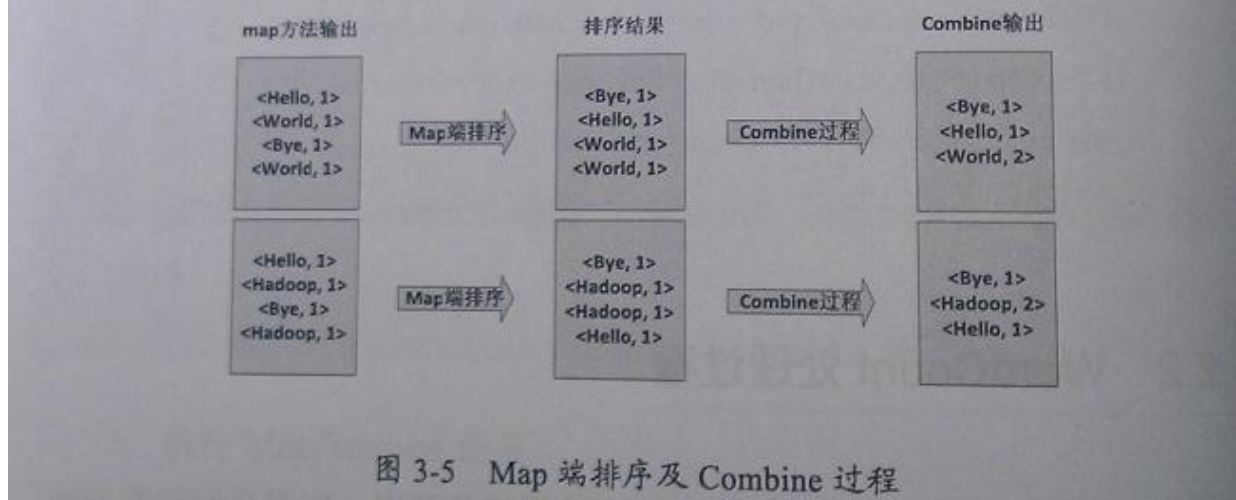 map方法输出 排序结果 Combine输出
<Hello, 1>
<World, 1>
<Bye, 1>
<World, 1>
Map端排序
<Bye, 1>
<Hello, 1>
<World, 1>
<World, 1>
Combine过程
<Bye, 1>
<Hello, 1>
<World, 2>
<Hello, 1>
<Hadoop, 1>
<Bye, 1>
<Hadoop, 1>
Map端排序
<Bye, 1>
<Hadoop, 1>
<Hadoop, 1>
<Hello, 1>
Combine过程
<Bye, 1>
<Hadoop, 2>
<Hello, 1>
图 3-5 Map 端排序及 Combine 过程